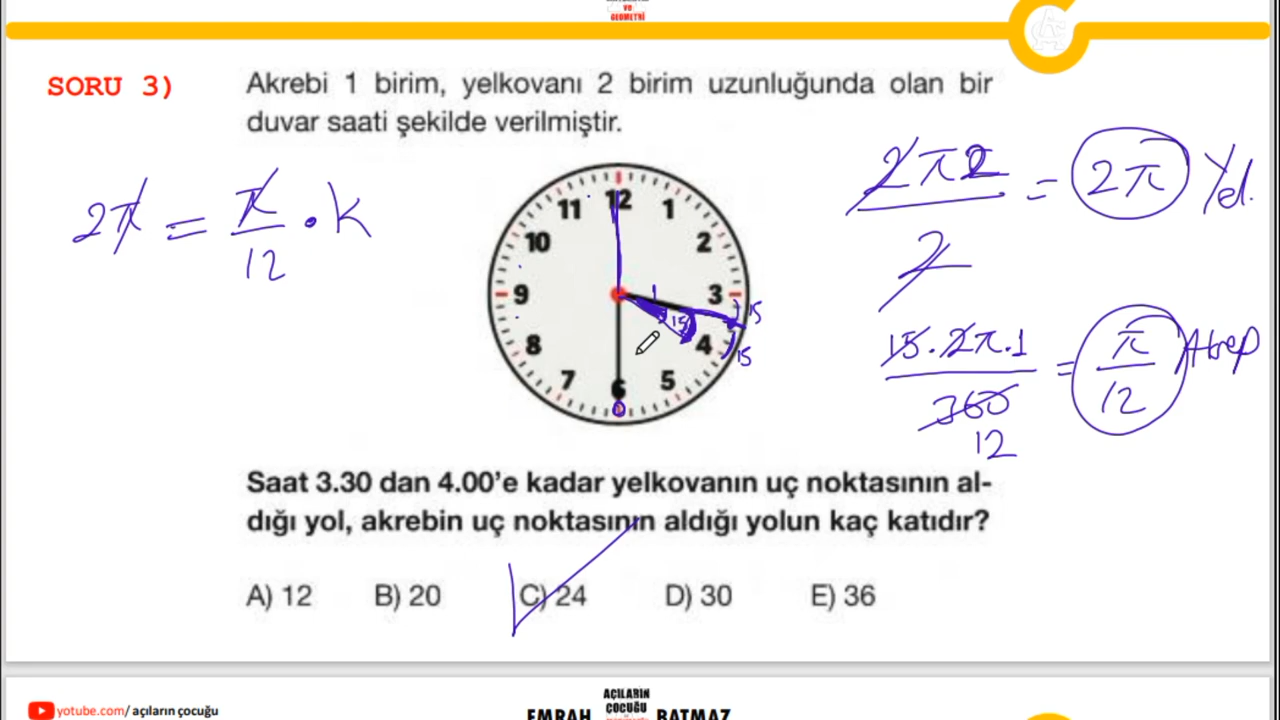 VE
GEOMETRİ
SORU 3)
Akrebi 1 birim, yelkovanı 2 birim uzunluğunda olan bir
duvar saati şekilde verilmiştir.
2π = π/12 · k
2π2/2 = 2π Yel.
15.2π.1/360 = π/12 Akrep
12
12
11
1
10
2
9
3
15
15
8
4
15
7
5
6
Saat 3.30 dan 4.00'e kadar yelkovanın uç noktasının al-
dığı yol, akrebin uç noktasının aldığı yolun kaç katıdır?
A) 12 B) 20 C) 24 D) 30 E) 36
yotube.com/ açıların çocuğu
AÇILARIN
ÇOCUĞU
EMRAH BATMAZ